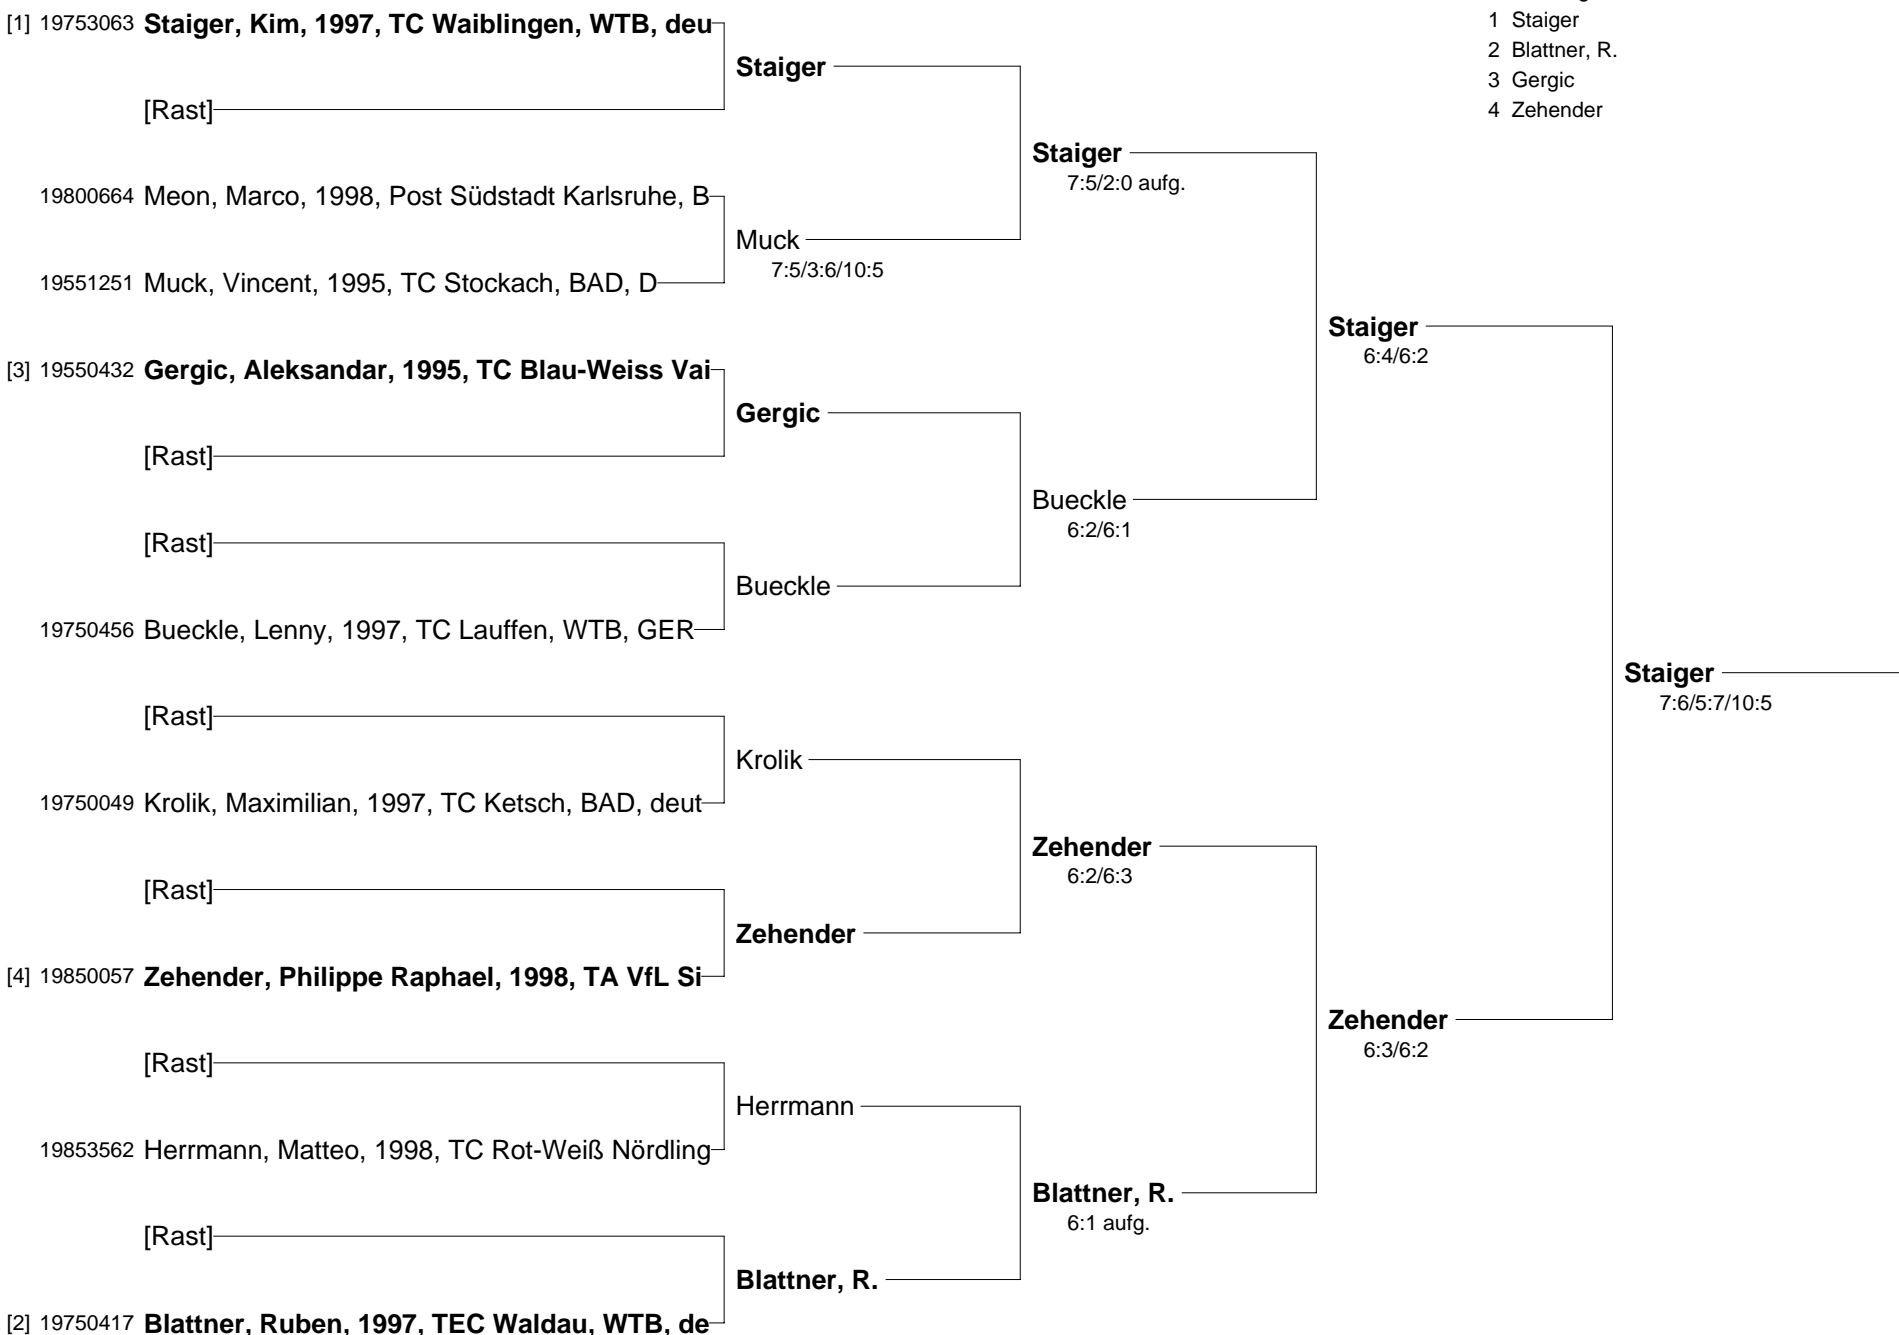 [1] 19753063 Staiger, Kim, 1997, TC Waiblingen, WTB, deu
[Rast]
19800664 Meon, Marco, 1998, Post Südstadt Karlsruhe, B
19551251 Muck, Vincent, 1995, TC Stockach, BAD, D
[3] 19550432 Gergic, Aleksandar, 1995, TC Blau-Weiss Vai
[Rast]
[Rast]
19750456 Bueckle, Lenny, 1997, TC Lauffen, WTB, GER
[Rast]
19750049 Krolik, Maximilian, 1997, TC Ketsch, BAD, deut
[Rast]
[4] 19850057 Zehender, Philippe Raphael, 1998, TA VfL Si
[Rast]
19853562 Herrmann, Matteo, 1998, TC Rot-Weiß Nördling
[Rast]
[2] 19750417 Blattner, Ruben, 1997, TEC Waldau, WTB, de
Staiger
Muck
7:5/3:6/10:5
Gergic
Bueckle
Krolik
Zehender
Herrmann
Blattner, R.
Staiger
7:5/2:0 aufg.
Bueckle
6:2/6:1
Zehender
6:2/6:3
Blattner, R.
6:1 aufg.
Staiger
6:4/6:2
Zehender
6:3/6:2
Staiger
7:6/5:7/10:5
1 Staiger
2 Blattner, R.
3 Gergic
4 Zehender